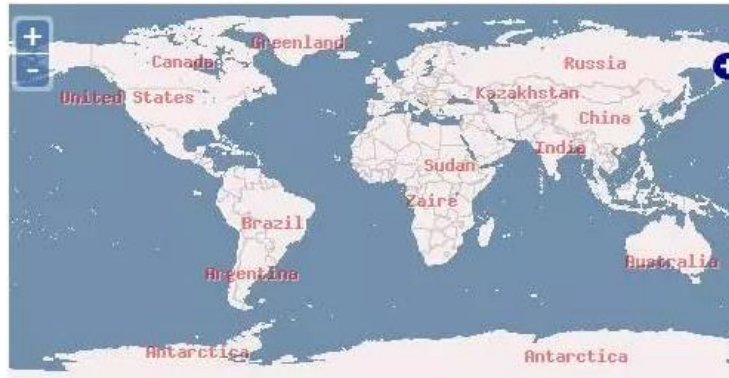 +
-
Greenland
Canada
Russia
United States
Kazakhstan
China
India
Sudan
Zaire
Brazil
Australia
Argentina
Antarctica
Antarctica
+